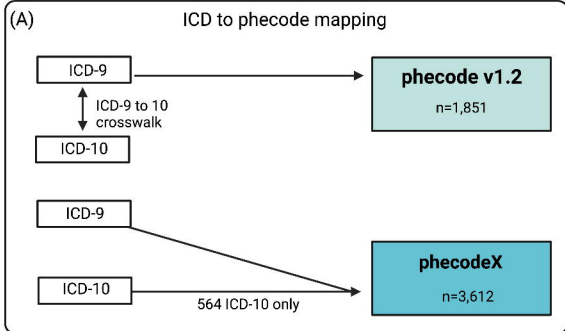 (A)
ICD to phecode mapping
ICD-9
phecode v1.2
n=1,851
ICD-9 to 10
crosswalk
ICD-10
ICD-9
phecodeX
n=3,612
ICD-10
564 ICD-10 only